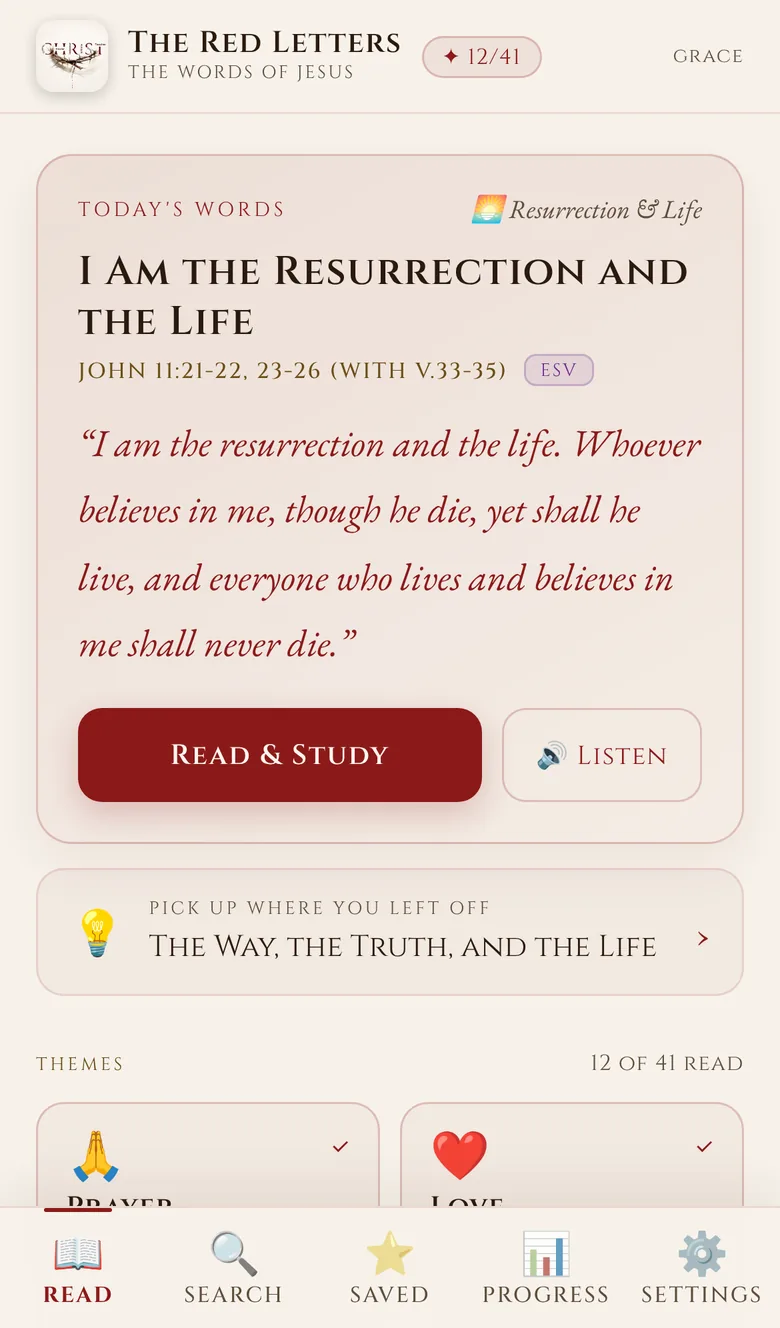 CHRIST
The Red Letters
THE WORDS OF JESUS
✦ 12/41
GRACE
TODAY'S WORDS
Resurrection & Life
I Am the Resurrection and
the Life
JOHN 11:21-22, 23-26 (WITH V.33-35)
ESV
“I am the resurrection and the life. Whoever
believes in me, though he die, yet shall he
live, and everyone who lives and believes in
me shall never die.”
Read & Study
Listen
PICK UP WHERE YOU LEFT OFF
The Way, the Truth, and the Life
THEMES
12 OF 41 READ
Prayer
Love
READ
SEARCH
SAVED
PROGRESS
SETTINGS